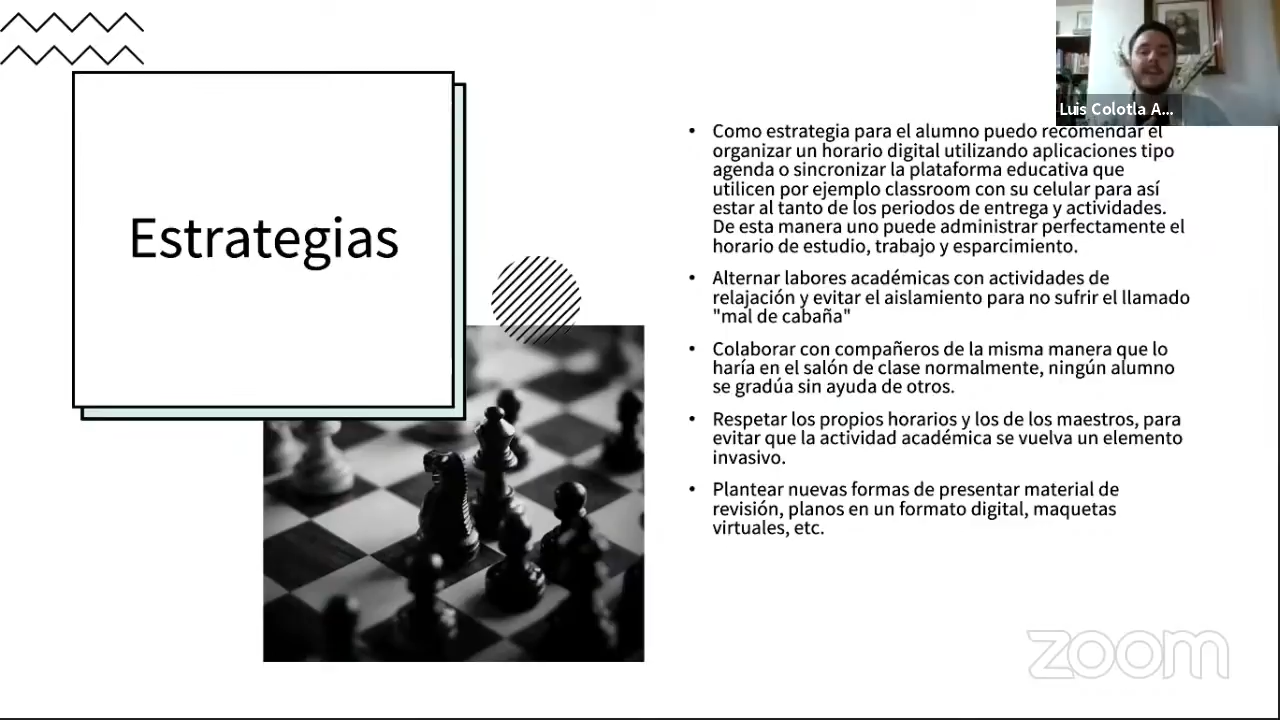 Estrategias
Luis Colotla A...
• Como estrategia para el alumno puedo recomendar el
organizar un horario digital utilizando aplicaciones tipo
agenda o sincronizar la plataforma educativa que
utilicen por ejemplo classroom con su celular para así
estar al tanto de los periodos de entrega y actividades.
De esta manera uno puede administrar perfectamente el
horario de estudio, trabajo y esparcimiento.
• Alternar labores académicas con actividades de
relajación y evitar el aislamiento para no sufrir el llamado
"mal de cabaña"
• Colaborar con compañeros de la misma manera que lo
haría en el salón de clase normalmente, ningún alumno
se gradúa sin ayuda de otros.
• Respetar los propios horarios y los de los maestros, para
evitar que la actividad académica se vuelva un elemento
invasivo.
• Plantear nuevas formas de presentar material de
revisión, planos en un formato digital, maquetas
virtuales, etc.
zoom